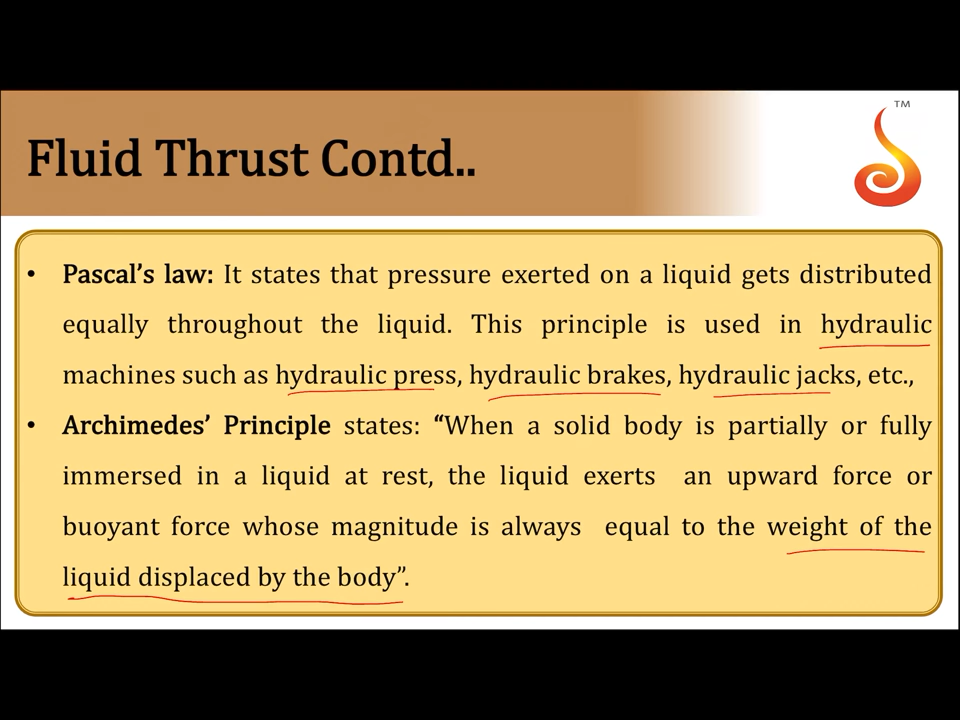 TM
Fluid Thrust Contd..
• Pascal’s law: It states that pressure exerted on a liquid gets distributed
equally throughout the liquid. This principle is used in hydraulic
machines such as hydraulic press, hydraulic brakes, hydraulic jacks, etc.,
• Archimedes’ Principle states: “When a solid body is partially or fully
immersed in a liquid at rest, the liquid exerts an upward force or
buoyant force whose magnitude is always equal to the weight of the
liquid displaced by the body”.